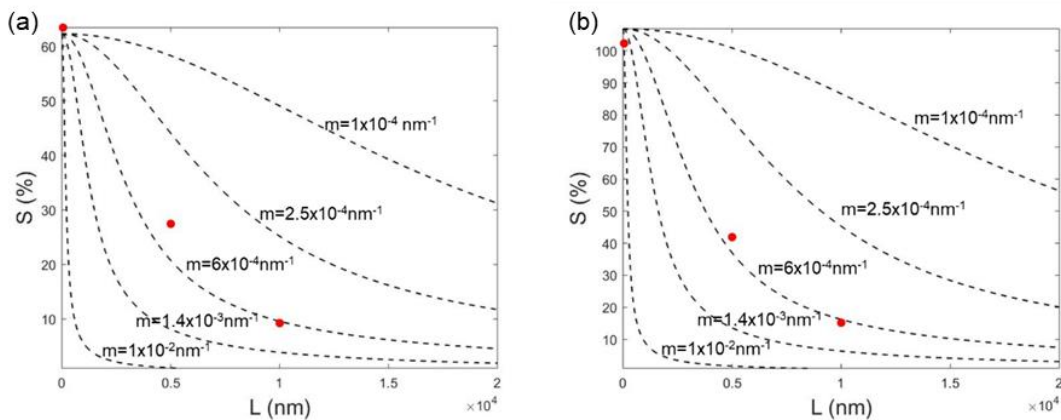 (a)
S (%)
60
50
40
30
20
10
m=1x10⁻⁴ nm⁻¹
m=2.5x10⁻⁴nm⁻¹
m=6x10⁻⁴nm⁻¹
m=1.4x10⁻³nm⁻¹
m=1x10⁻²nm⁻¹
0 0.5 1 1.5 2
L (nm)
×10⁴
(b)
S (%)
100
90
80
70
60
50
40
30
20
10
m=1x10⁻⁴nm⁻¹
m=2.5x10⁻⁴nm⁻¹
m=6x10⁻⁴nm⁻¹
m=1.4x10⁻³nm⁻¹
m=1x10⁻²nm⁻¹
0 0.5 1 1.5 2
L (nm)
×10⁴